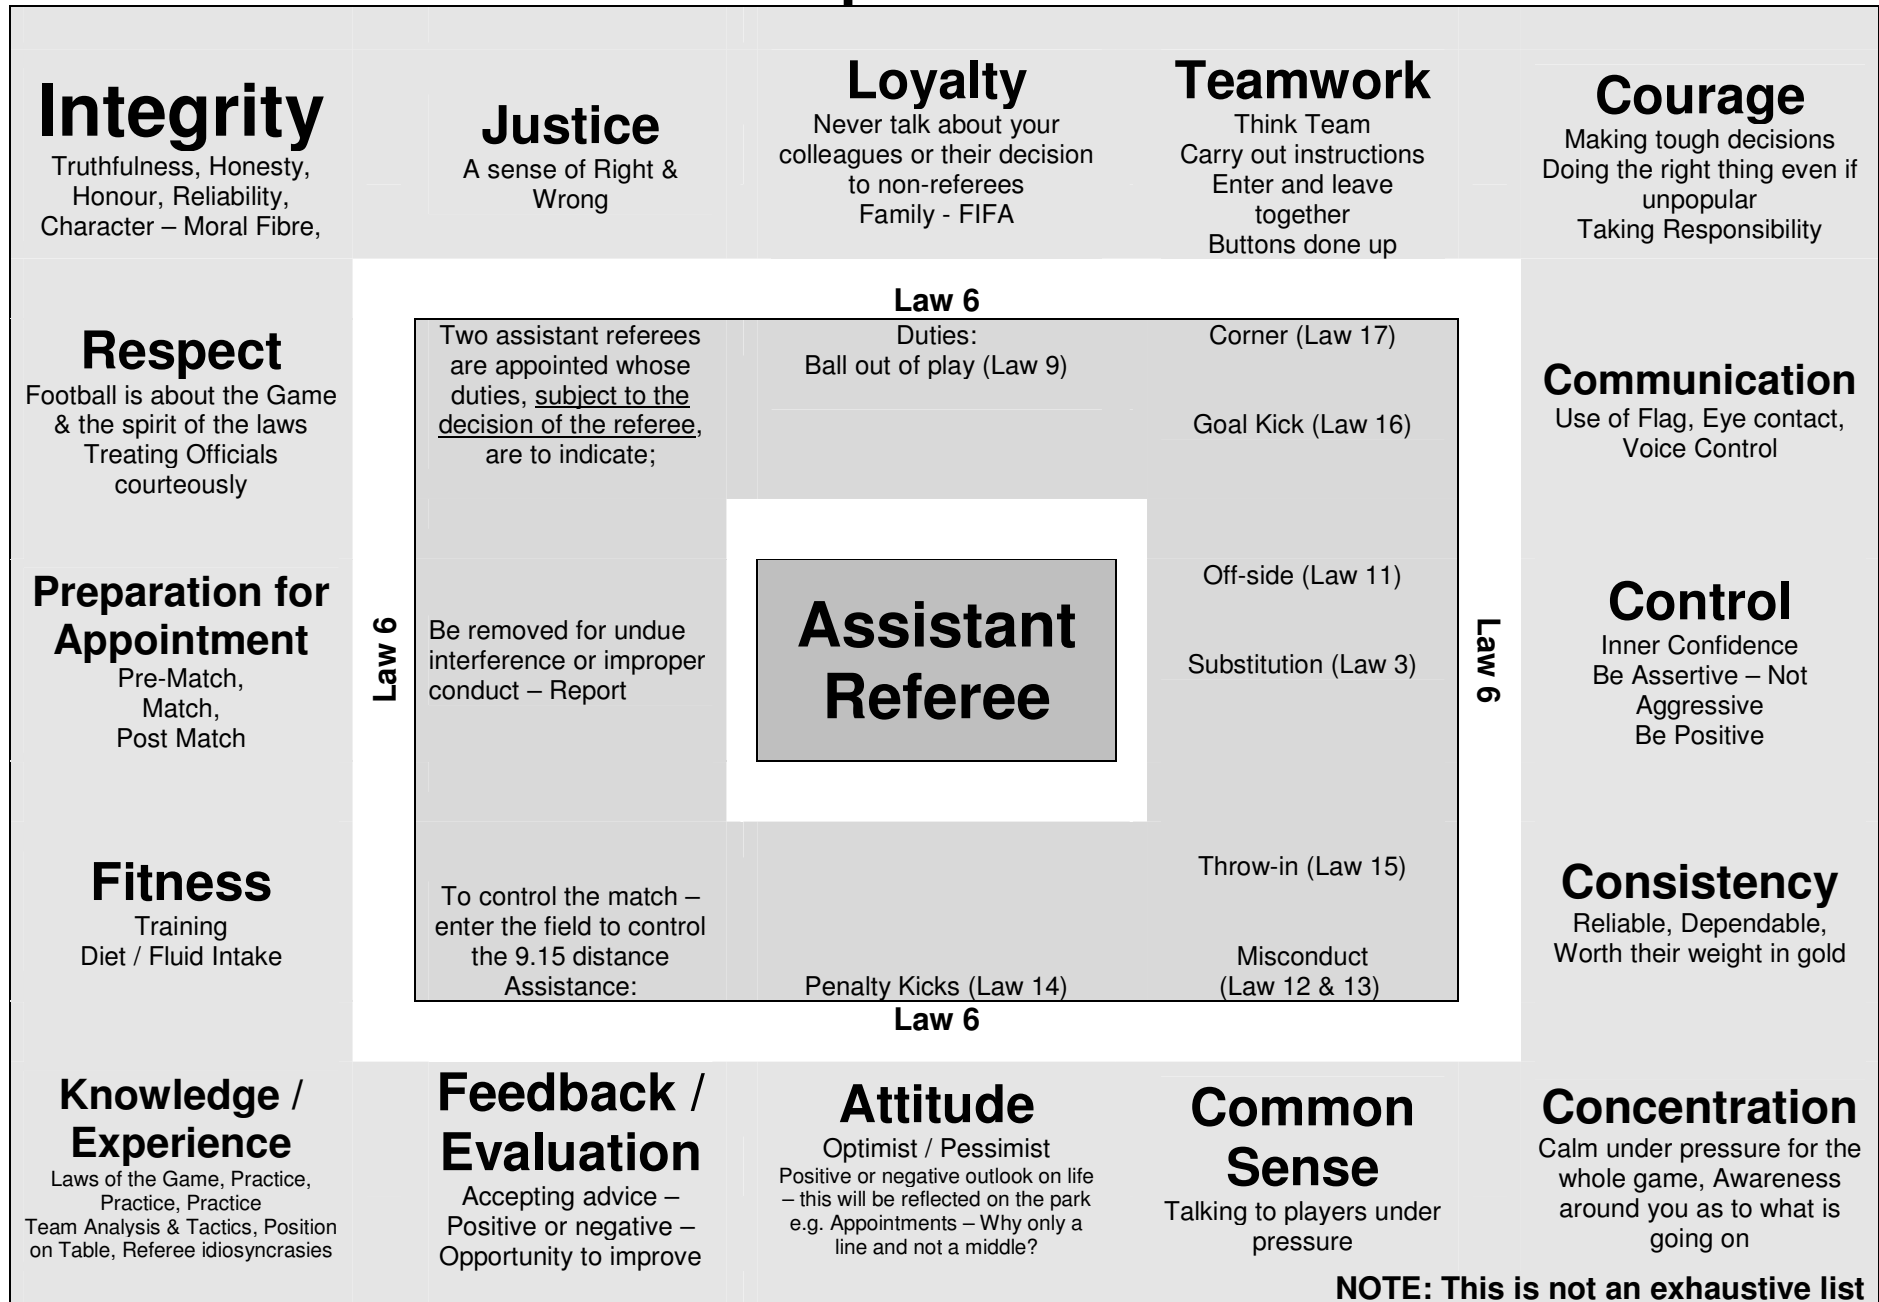 Integrity
Truthfulness, Honesty,
Honour, Reliability,
Character – Moral Fibre,
Justice
A sense of Right &
Wrong
Loyalty
Never talk about your
colleagues or their decision
to non-referees
Family - FIFA
Teamwork
Think Team
Carry out instructions
Enter and leave
together
Buttons done up
Courage
Making tough decisions
Doing the right thing even if
unpopular
Taking Responsibility
Respect
Football is about the Game
& the spirit of the laws
Treating Officials
courteously
Law 6
Two assistant referees
are appointed whose
duties, subject to the
decision of the referee,
are to indicate;
Duties:
Ball out of play (Law 9)
Corner (Law 17)
Goal Kick (Law 16)
Communication
Use of Flag, Eye contact,
Voice Control
Preparation for
Appointment
Pre-Match,
Match,
Post Match
Law 6
Be removed for undue
interference or improper
conduct – Report
Assistant
Referee
Off-side (Law 11)
Substitution (Law 3)
Law 6
Control
Inner Confidence
Be Assertive – Not
Aggressive
Be Positive
Fitness
Training
Diet / Fluid Intake
To control the match –
enter the field to control
the 9.15 distance
Assistance:
Penalty Kicks (Law 14)
Throw-in (Law 15)
Misconduct
(Law 12 & 13)
Law 6
Consistency
Reliable, Dependable,
Worth their weight in gold
Knowledge /
Experience
Laws of the Game, Practice,
Practice, Practice
Team Analysis & Tactics, Position
on Table, Referee idiosyncrasies
Feedback /
Evaluation
Accepting advice –
Positive or negative –
Opportunity to improve
Attitude
Optimist / Pessimist
Positive or negative outlook on life
– this will be reflected on the park
e.g. Appointments – Why only a
line and not a middle?
Common
Sense
Talking to players under
pressure
Concentration
Calm under pressure for the
whole game, Awareness
around you as to what is
going on
NOTE: This is not an exhaustive list